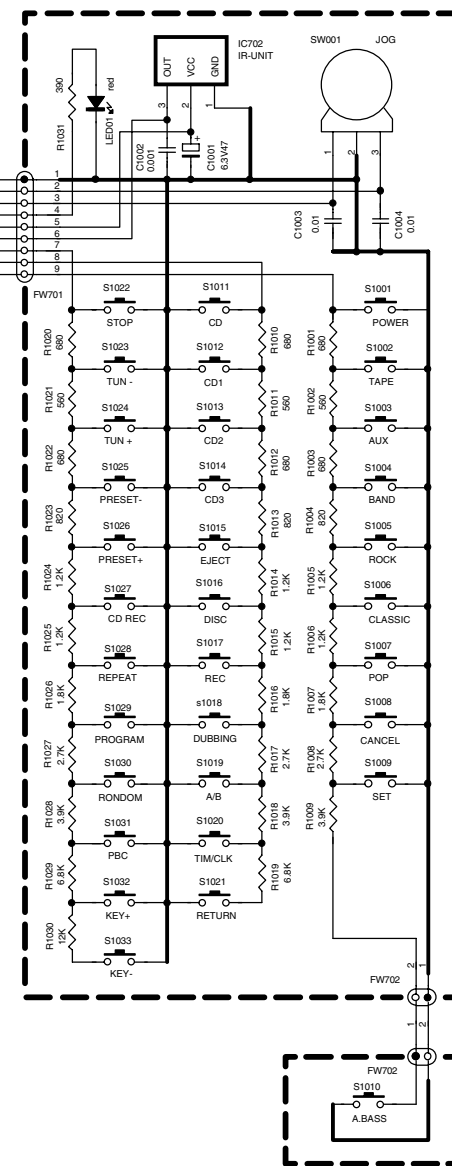 IC702
IR-UNIT
SW001
JOG
OUT
VCC
GND
390
R1031
red
LED01
3
2
1
C1002
0.001
+
C1001
6.3V47
1
2
3
C1003
0.01
C1004
0.01
1
2
3
4
5
6
7
8
9
FW701
S1022
STOP
S1011
CD
S1001
POWER
R1020
680
R1010
680
R1001
680
S1023
TUN -
S1012
CD1
S1002
TAPE
R1021
560
R1011
560
R1002
560
S1024
TUN +
S1013
CD2
S1003
AUX
R1022
680
R1012
680
R1003
680
S1025
PRESET-
S1014
CD3
S1004
BAND
R1023
820
R1013
820
R1004
820
S1026
PRESET+
S1015
EJECT
S1005
ROCK
R1024
1.2K
R1014
1.2K
R1005
1.2K
S1027
CD REC
S1016
DISC
S1006
CLASSIC
R1025
1.2K
R1015
1.2K
R1006
1.2K
S1028
REPEAT
S1017
REC
S1007
POP
R1026
1.8K
R1016
1.8K
R1007
1.8K
S1029
PROGRAM
s1018
DUBBING
S1008
CANCEL
R1027
2.7K
R1017
2.7K
R1008
2.7K
S1030
RONDOM
S1019
A/B
S1009
SET
R1028
3.9K
R1018
3.9K
R1009
3.9K
S1031
PBC
S1020
TIM/CLK
R1029
6.8K
R1019
6.8K
S1032
KEY+
S1021
RETURN
R1030
12K
S1033
KEY-
2
1
FW702
1
2
FW702
S1010
A.BASS